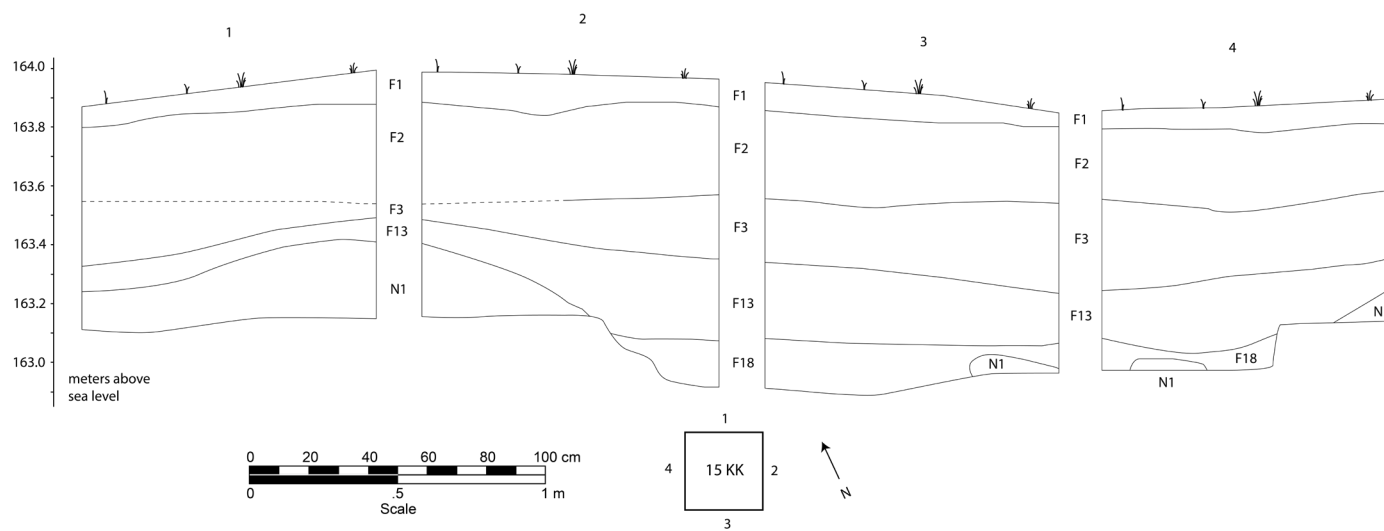 1
2
3
4
164.0
163.8
163.6
163.4
163.2
163.0
meters above
sea level
F1
F2
F3
F13
N1
F1
F2
F3
F13
F18
N1
F1
F2
F3
F13
F18
N1
N
0 20 40 60 80 100 cm
0 .5 1 m
Scale
1
4 15 KK 2
3
N